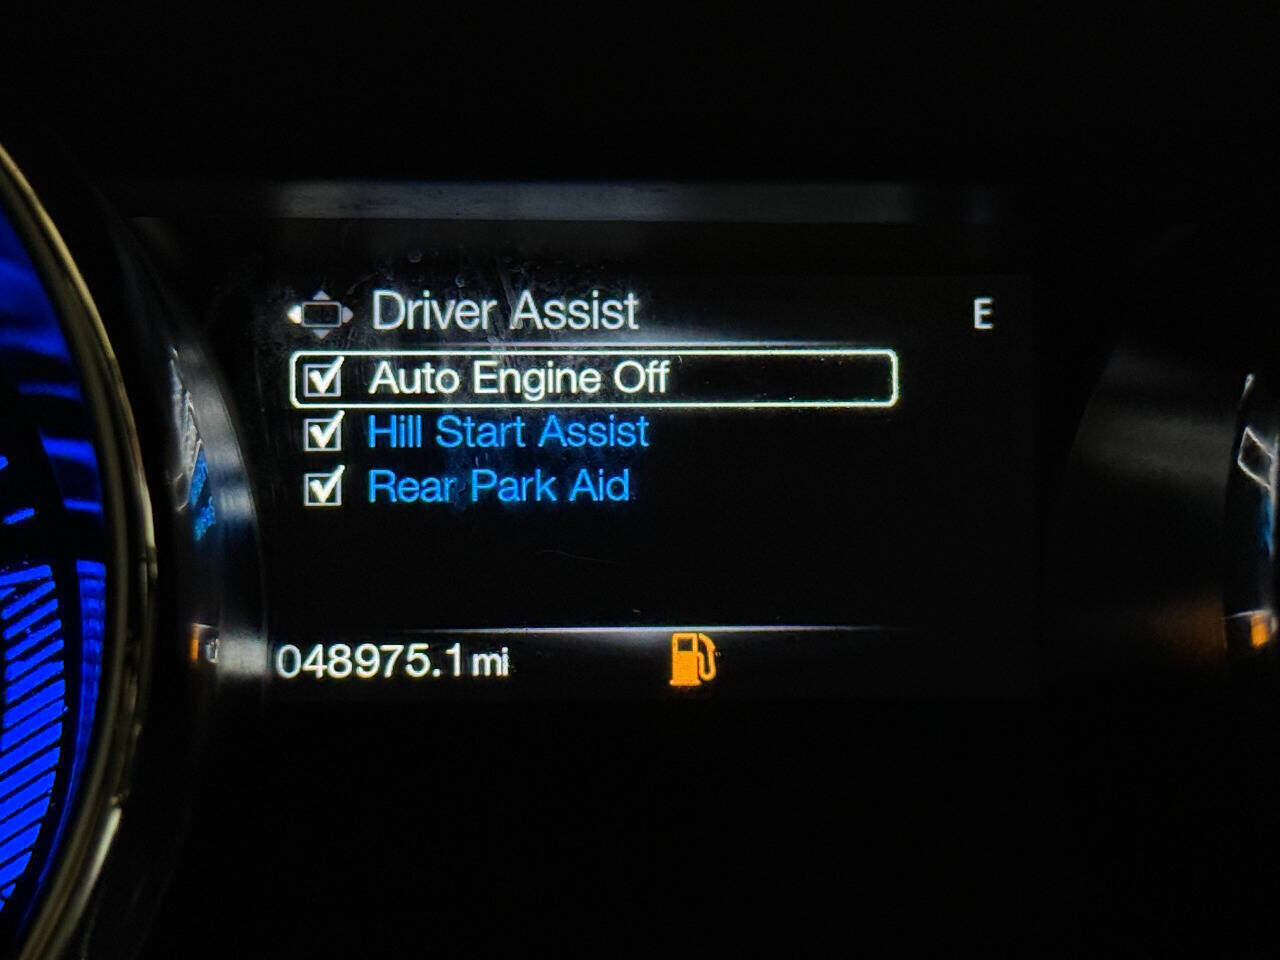 Driver Assist
E
Auto Engine Off
Hill Start Assist
Rear Park Aid
048975.1 mi